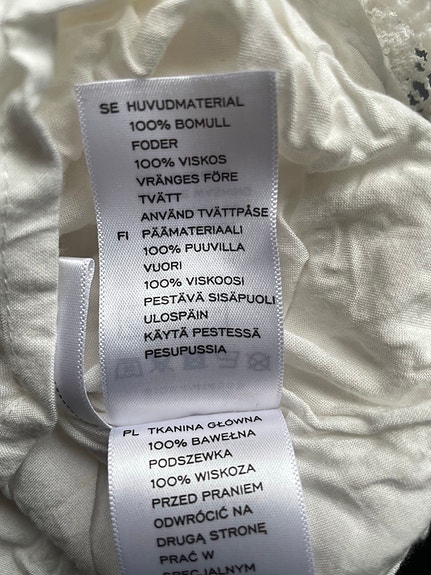 SE HUVUDMATERIAL
100% BOMULL
FODER
100% VISKOS
VRÄNGES FÖRE
TVÄTT
ANVÄND TVÄTTPÅSE
FI PÄÄMATERIAALI
100% PUUVILLA
VUORI
100% VISKOOSI
PESTÄVÄ SISÄPUOLI
ULOSPÄIN
KÄYTÄ PESTESSÄ
PESUPUSSIA
PL TKANINA GŁÓWNA
100% BAWEŁNA
PODSZEWKA
100% WISKOZA
PRZED PRANIEM
ODWRÓCIĆ NA
DRUGĄ STRONĘ
PRAĆ W
SPECJALNYM